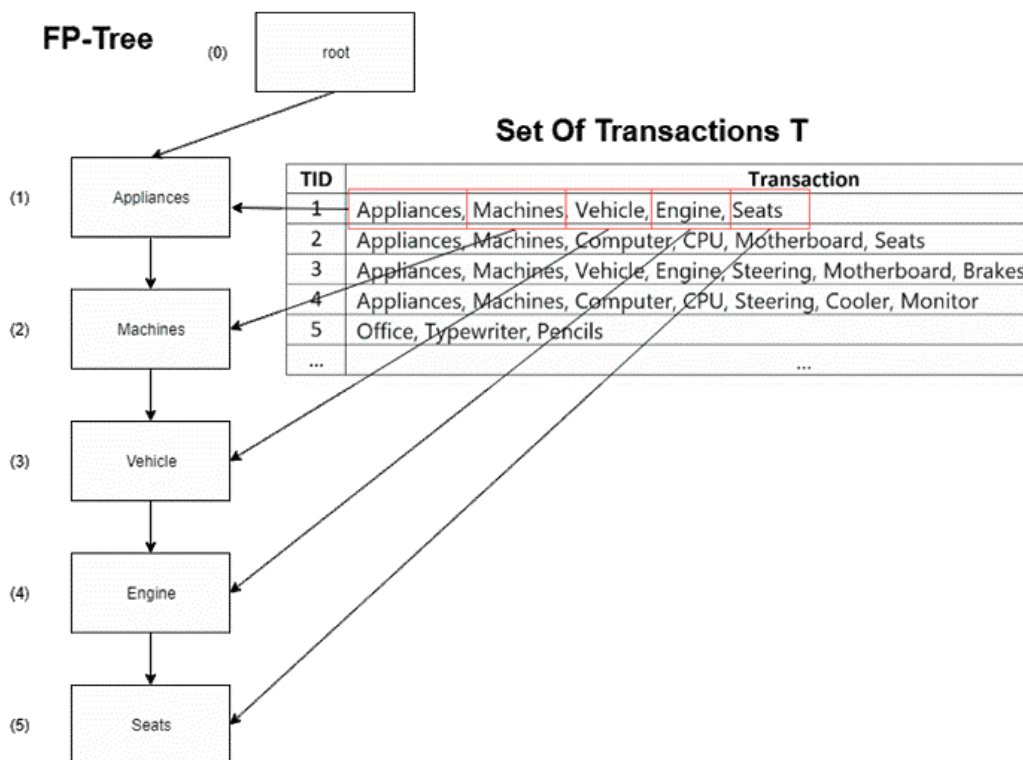 FP-Tree
(0)
root
Set Of Transactions T
TID Transaction
1 Appliances, Machines, Vehicle, Engine, Seats
2 Appliances, Machines, Computer, CPU, Motherboard, Seats
3 Appliances, Machines, Vehicle, Engine, Steering, Motherboard, Brakes
4 Appliances, Machines, Computer, CPU, Steering, Cooler, Monitor
5 Office, Typewriter, Pencils
... ...
(1) Appliances
(2) Machines
(3) Vehicle
(4) Engine
(5) Seats